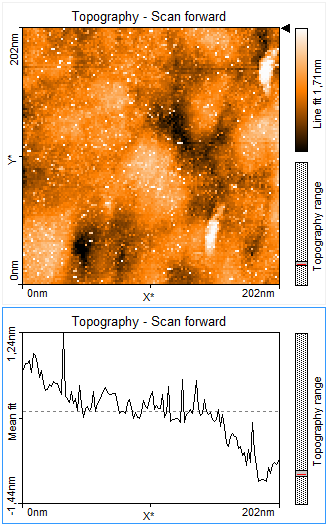 Topography - Scan forward
202nm
Y*
0nm
0nm
X*
202nm
Line fit 1,71nm
Topography range
Topography - Scan forward
1,24nm
Mean fit
-1,44nm
0nm
X*
202nm
Topography range